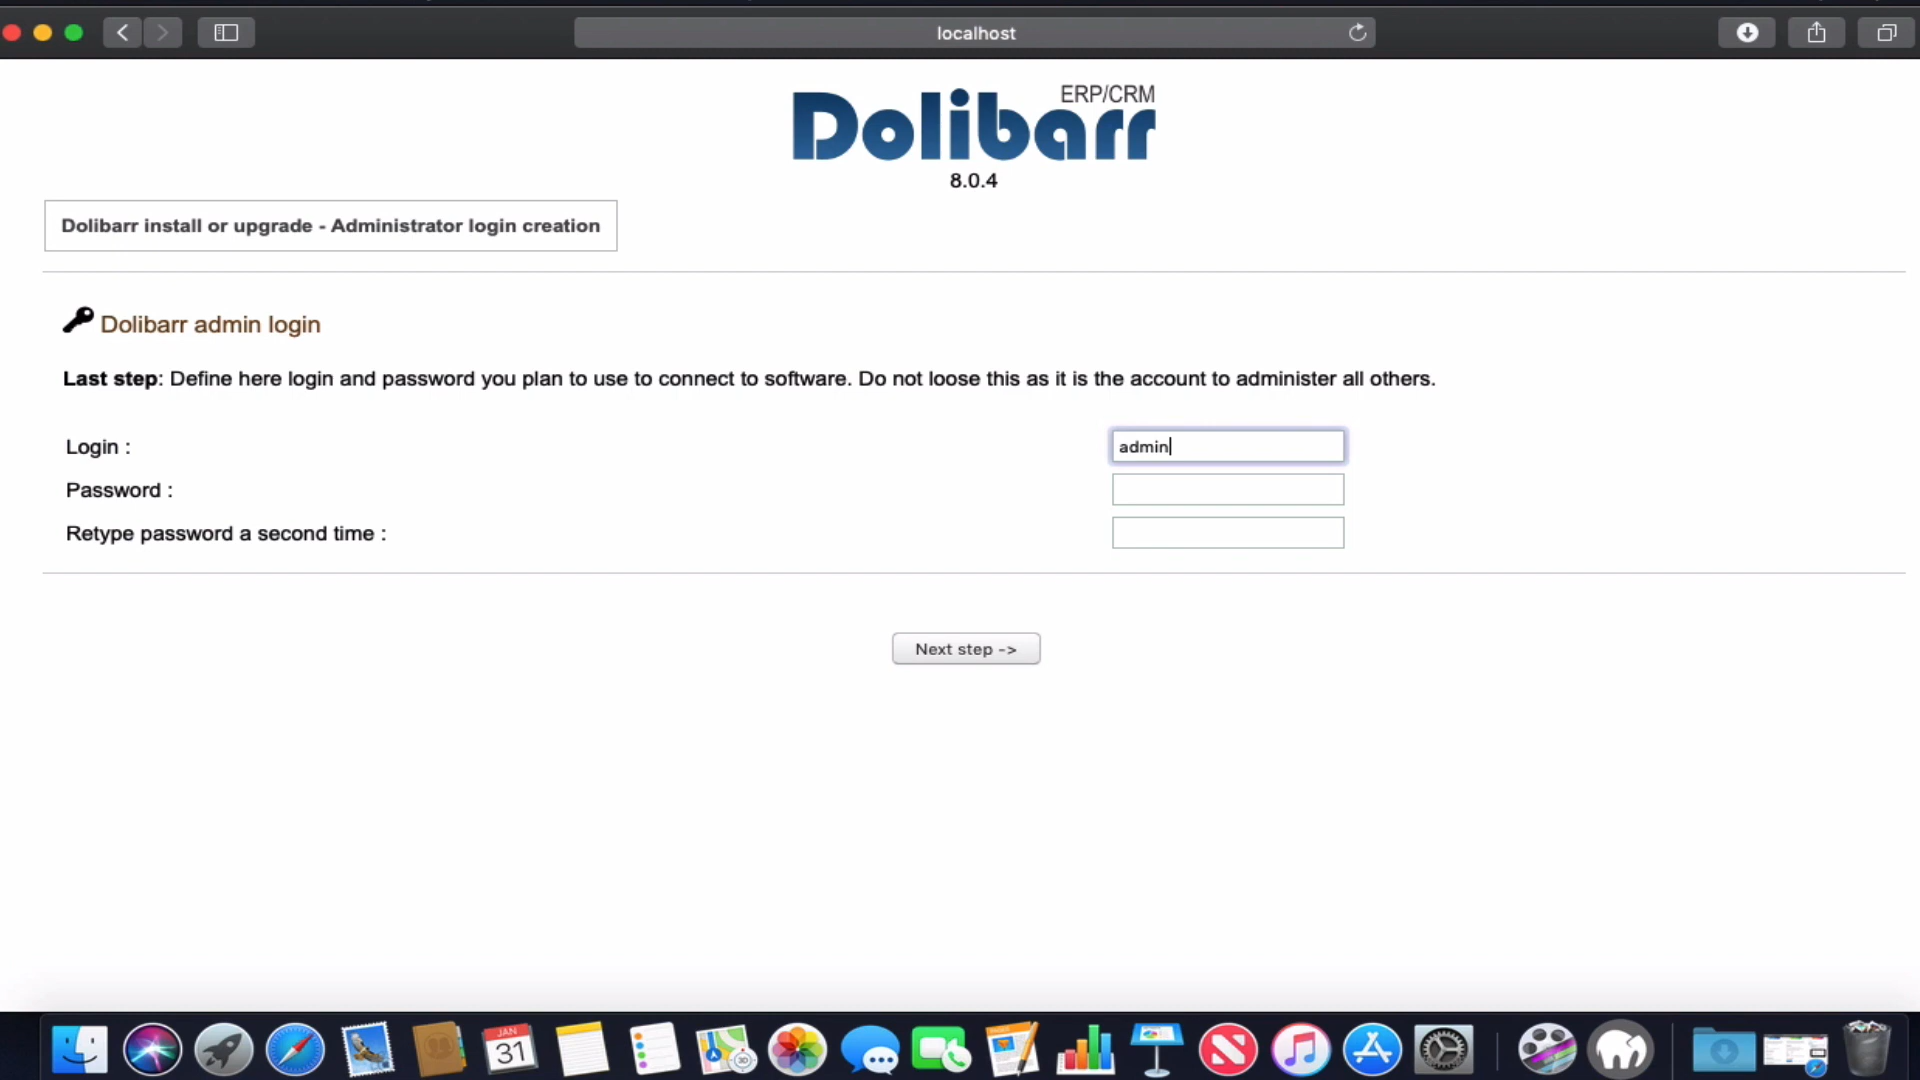 localhost
ERP/CRM
Dolibarr
8.0.4
Dolibarr install or upgrade - Administrator login creation
Dolibarr admin login
Last step: Define here login and password you plan to use to connect to software. Do not loose this as it is the account to administer all others.
Login :
admin
Password :
Retype password a second time :
Next step ->
JAN
31
3D